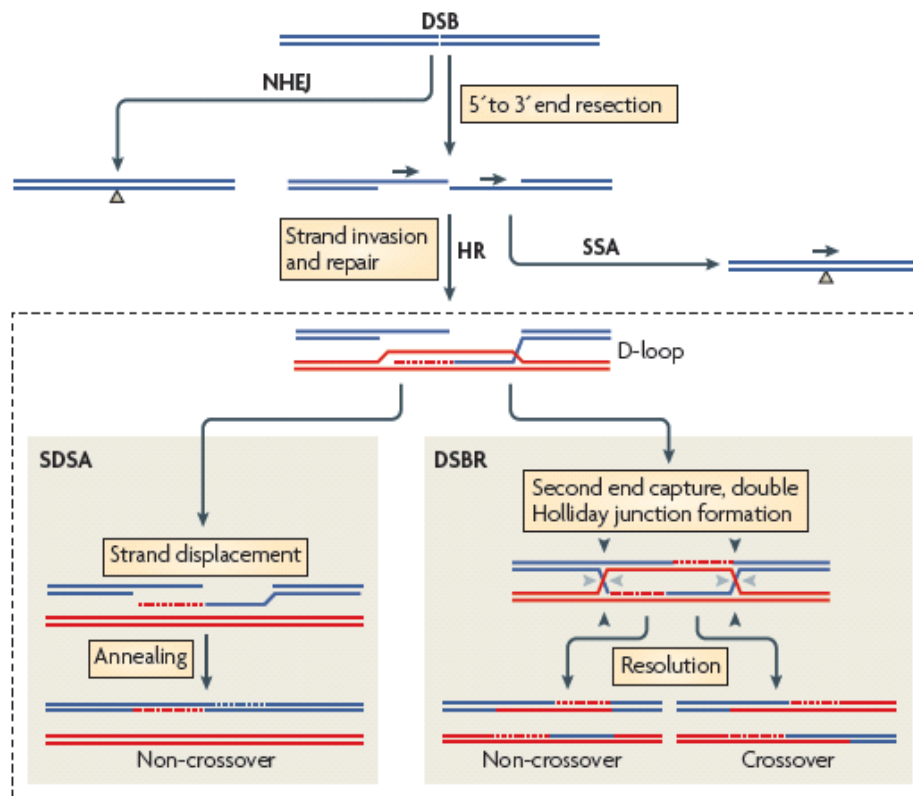 DSB
NHEJ
5´ to 3´ end resection
Strand invasion
and repair
HR
SSA
D-loop
SDSA
DSBR
Second end capture, double
Holliday junction formation
Strand displacement
Annealing
Resolution
Non-crossover
Non-crossover
Crossover